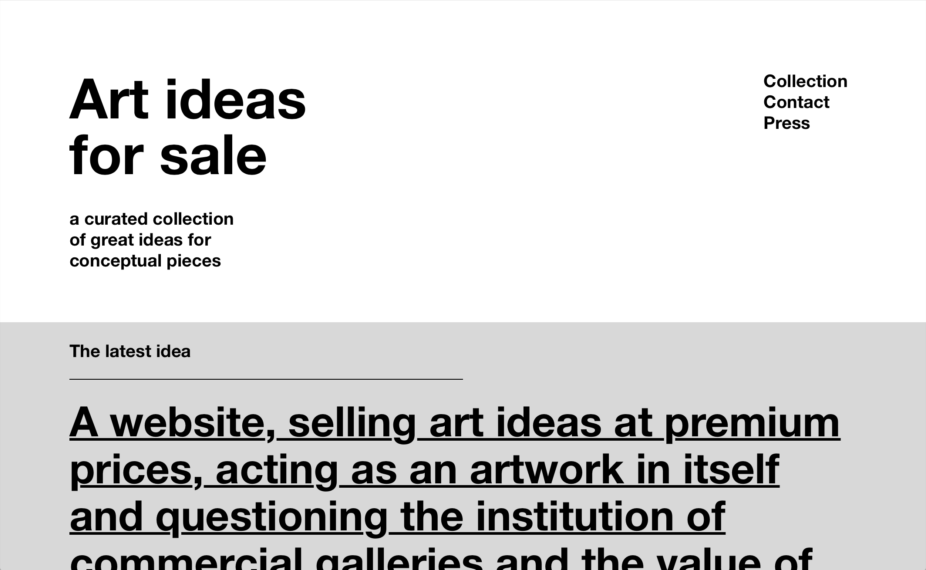 Art ideas
for sale
a curated collection
of great ideas for
conceptual pieces
Collection
Contact
Press
The latest idea
A website, selling art ideas at premium
prices, acting as an artwork in itself
and questioning the institution of
commercial galleries and the value of